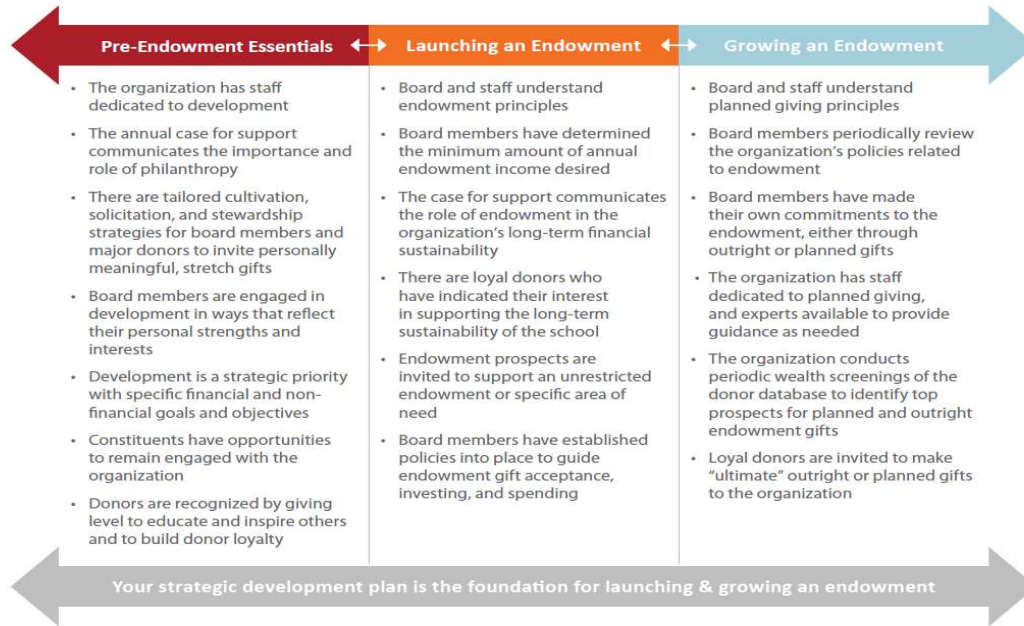 Pre-Endowment Essentials
Launching an Endowment
Growing an Endowment
• The organization has staff
dedicated to development
• The annual case for support
communicates the importance and
role of philanthropy
• There are tailored cultivation,
solicitation, and stewardship
strategies for board members and
major donors to invite personally
meaningful, stretch gifts
• Board members are engaged in
development in ways that reflect
their personal strengths and
interests
• Development is a strategic priority
with specific financial and non-
financial goals and objectives
• Constituents have opportunities
to remain engaged with the
organization
• Donors are recognized by giving
level to educate and inspire others
and to build donor loyalty
• Board and staff understand
endowment principles
• Board members have determined
the minimum amount of annual
endowment income desired
• The case for support communicates
the role of endowment in the
organization's long-term financial
sustainability
• There are loyal donors who
have indicated their interest
in supporting the long-term
sustainability of the school
• Endowment prospects are
invited to support an unrestricted
endowment or specific area of
need
• Board members have established
policies into place to guide
endowment gift acceptance,
investing, and spending
• Board and staff understand
planned giving principles
• Board members periodically review
the organization's policies related
to endowment
• Board members have made
their own commitments to the
endowment, either through
outright or planned gifts
• The organization has staff
dedicated to planned giving,
and experts available to provide
guidance as needed
• The organization conducts
periodic wealth screenings of the
donor database to identify top
prospects for planned and outright
endowment gifts
• Loyal donors are invited to make
“ultimate” outright or planned gifts
to the organization
Your strategic development plan is the foundation for launching & growing an endowment